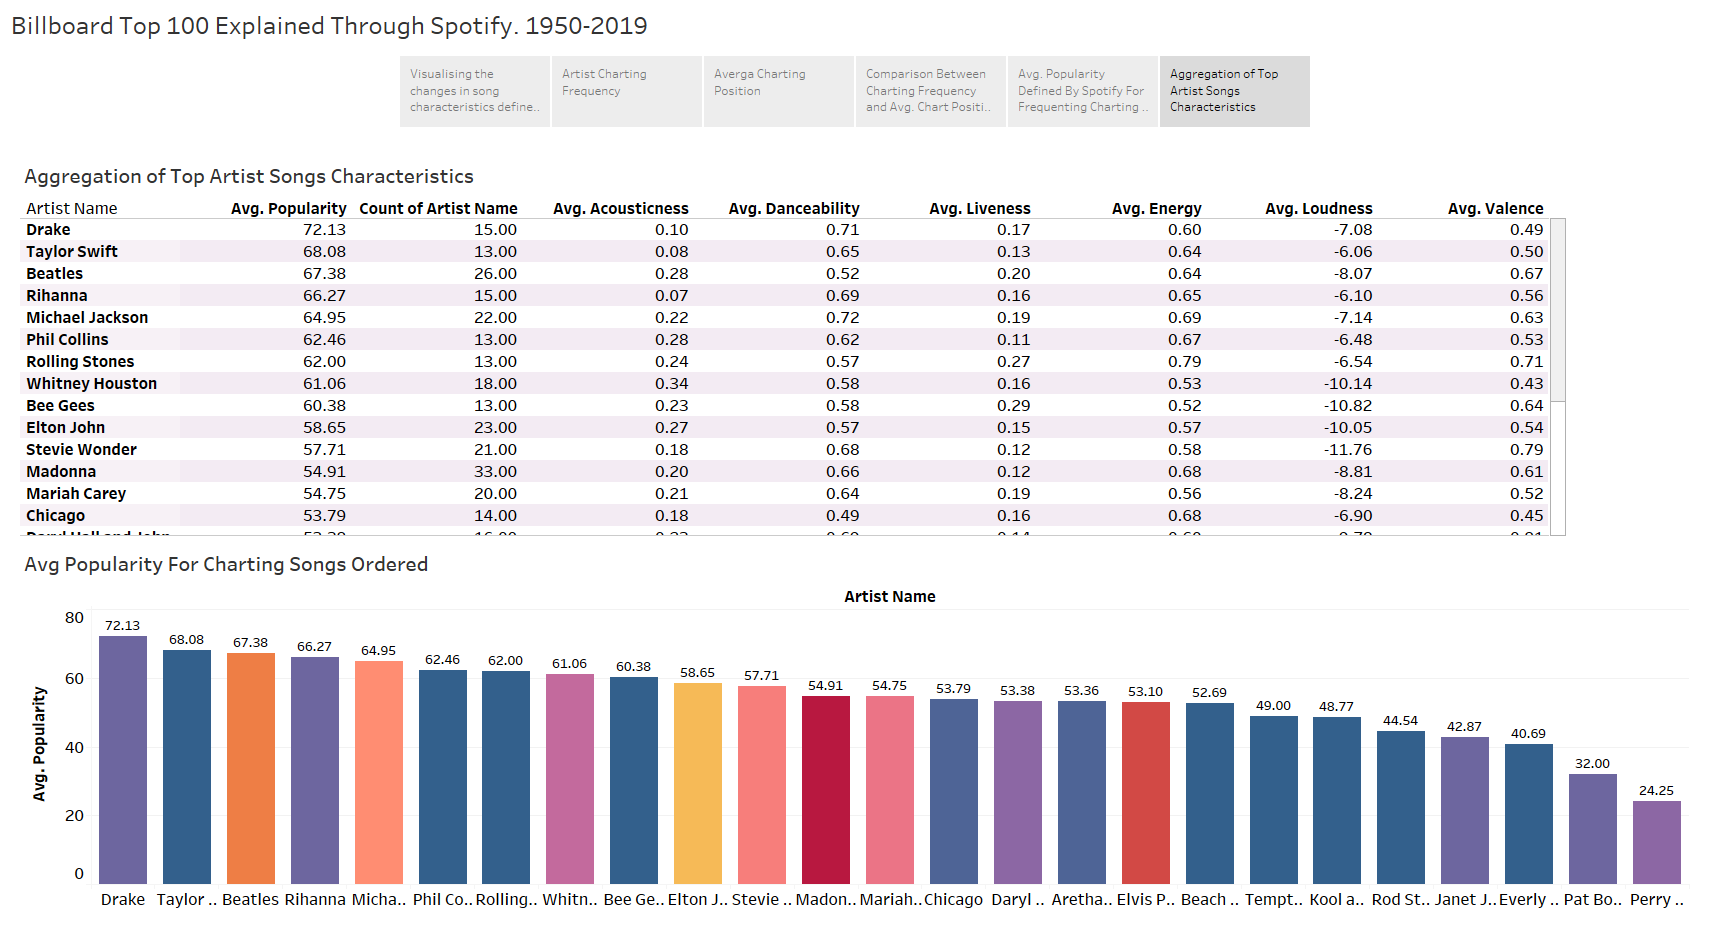 Billboard Top 100 Explained Through Spotify. 1950-2019
Visualising the
changes in song
characteristics define..
Artist Charting
Frequency
Averga Charting
Position
Comparison Between
Charting Frequency
and Avg. Chart Positi..
Avg. Popularity
Defined By Spotify For
Frequenting Charting ..
Aggregation of Top
Artist Songs
Characteristics
Aggregation of Top Artist Songs Characteristics
Artist Name Avg. Popularity Count of Artist Name Avg. Acousticness Avg. Danceability Avg. Liveness Avg. Energy Avg. Loudness Avg. Valence
Drake 72.13 15.00 0.10 0.71 0.17 0.60 -7.08 0.49
Taylor Swift 68.08 13.00 0.08 0.65 0.13 0.64 -6.06 0.50
Beatles 67.38 26.00 0.28 0.52 0.20 0.64 -8.07 0.67
Rihanna 66.27 15.00 0.07 0.69 0.16 0.65 -6.10 0.56
Michael Jackson 64.95 22.00 0.22 0.72 0.19 0.69 -7.14 0.63
Phil Collins 62.46 13.00 0.28 0.62 0.11 0.67 -6.48 0.53
Rolling Stones 62.00 13.00 0.24 0.57 0.27 0.79 -6.54 0.71
Whitney Houston 61.06 18.00 0.34 0.58 0.16 0.53 -10.14 0.43
Bee Gees 60.38 13.00 0.23 0.58 0.29 0.52 -10.82 0.64
Elton John 58.65 23.00 0.27 0.57 0.15 0.57 -10.05 0.54
Stevie Wonder 57.71 21.00 0.18 0.68 0.12 0.58 -11.76 0.79
Madonna 54.91 33.00 0.20 0.66 0.12 0.68 -8.81 0.61
Mariah Carey 54.75 20.00 0.21 0.64 0.19 0.56 -8.24 0.52
Chicago 53.79 14.00 0.18 0.49 0.16 0.68 -6.90 0.45
Avg Popularity For Charting Songs Ordered
Artist Name
Avg. Popularity
80
60
40
20
0
72.13 68.08 67.38 66.27 64.95 62.46 62.00 61.06 60.38 58.65 57.71 54.91 54.75 53.79 53.38 53.36 53.10 52.69 49.00 48.77 44.54 42.87 40.69 32.00 24.25
Drake Taylor .. Beatles Rihanna Micha.. Phil Co.. Rolling.. Whitn.. Bee Ge.. Elton J.. Stevie .. Madon.. Mariah.. Chicago Daryl .. Aretha.. Elvis P.. Beach .. Tempt.. Kool a.. Rod St.. Janet J.. Everly .. Pat Bo.. Perry ..